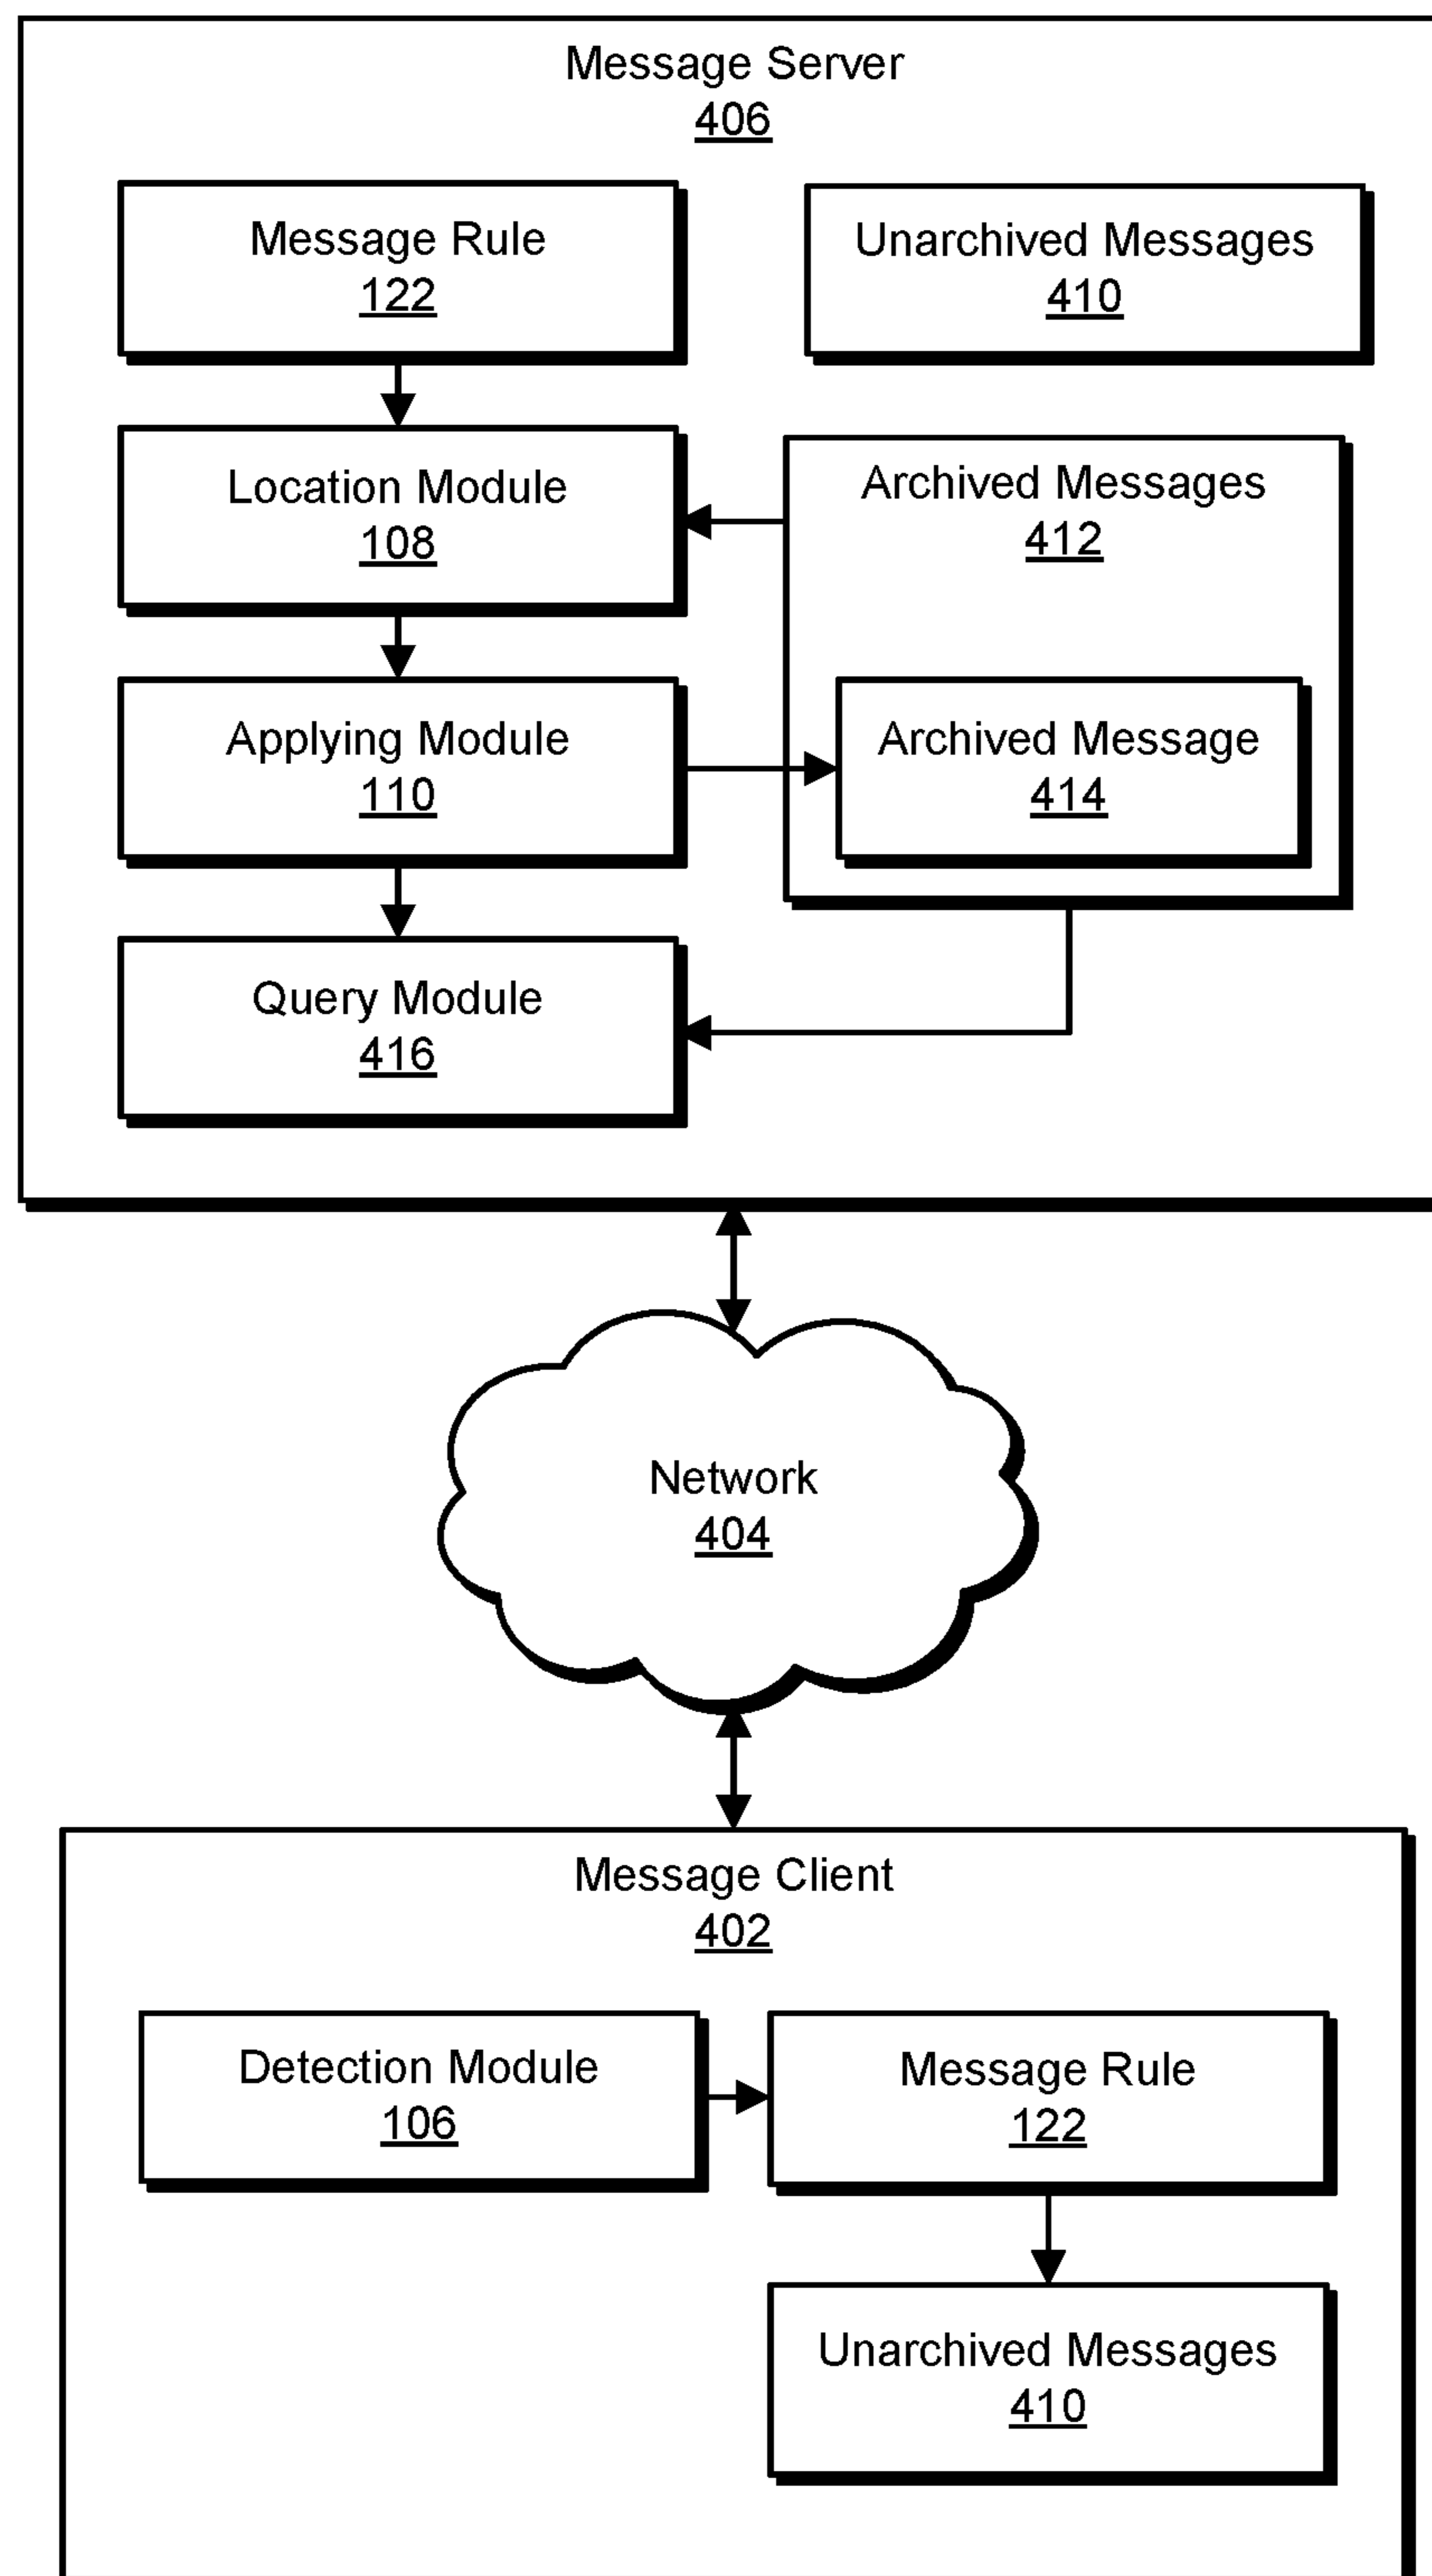 Message Server
406
Message Rule
122
Unarchived Messages
410
Location Module
108
Archived Messages
412
Applying Module
110
Archived Message
414
Query Module
416
Network
404
Message Client
402
Detection Module
106
Message Rule
122
Unarchived Messages
410